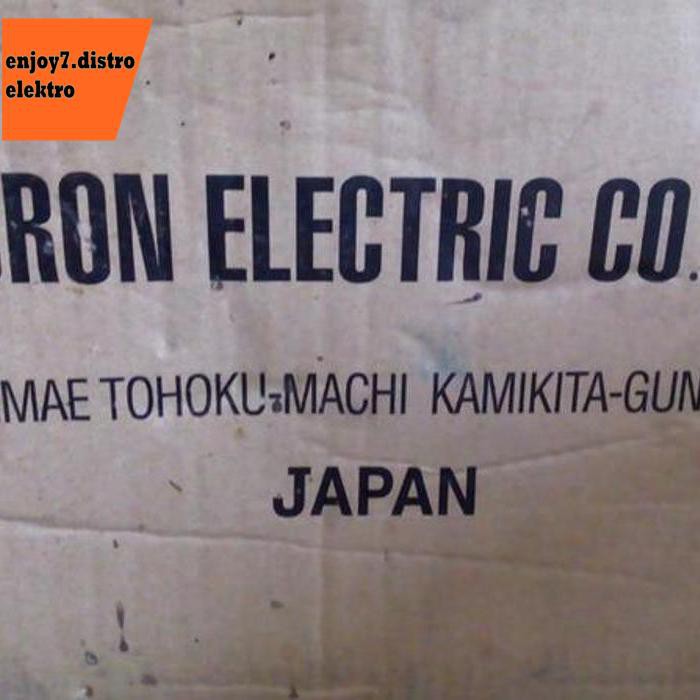 enjoy7.distro
elektro
RON ELECTRIC CO.
MAE TOHOKU-MACHI KAMIKITA-GUN
JAPAN